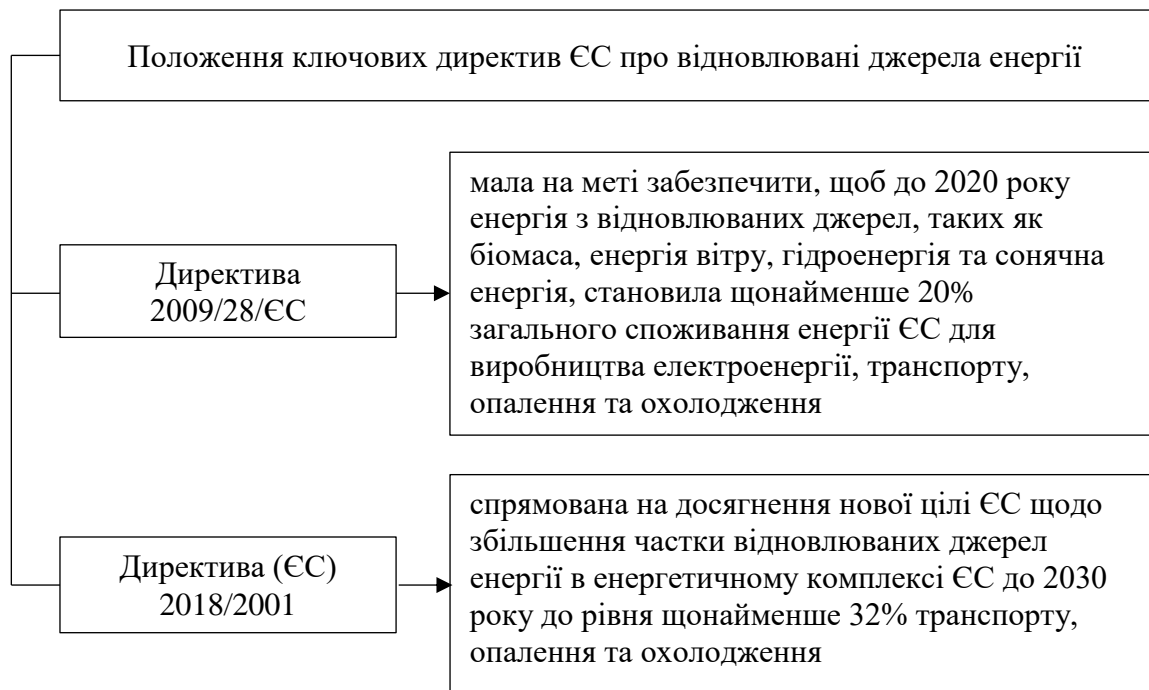 Положення ключових директив ЄС про відновлювані джерела енергії
Директива
2009/28/ЄС
мала на меті забезпечити, щоб до 2020 року
енергія з відновлюваних джерел, таких як
біомаса, енергія вітру, гідроенергія та сонячна
енергія, становила щонайменше 20%
загального споживання енергії ЄС для
виробництва електроенергії, транспорту,
опалення та охолодження
Директива (ЄС)
2018/2001
спрямована на досягнення нової цілі ЄС щодо
збільшення частки відновлюваних джерел
енергії в енергетичному комплексі ЄС до 2030
року до рівня щонайменше 32% транспорту,
опалення та охолодження